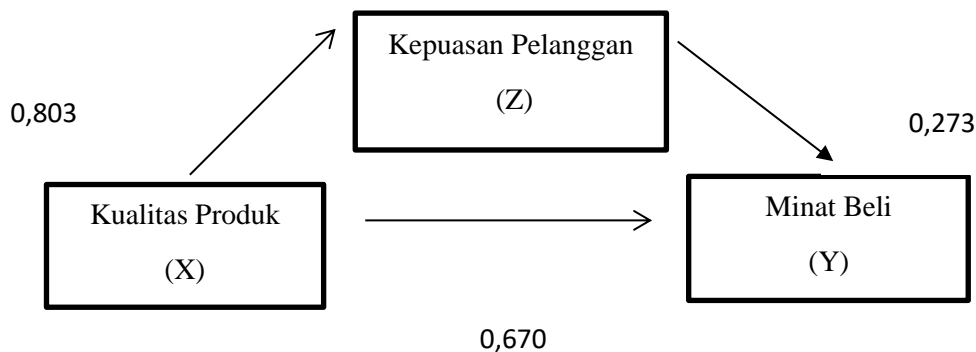 Kepuasan Pelanggan
(Z)
0,803
0,273
Kualitas Produk
(X)
Minat Beli
(Y)
0,670